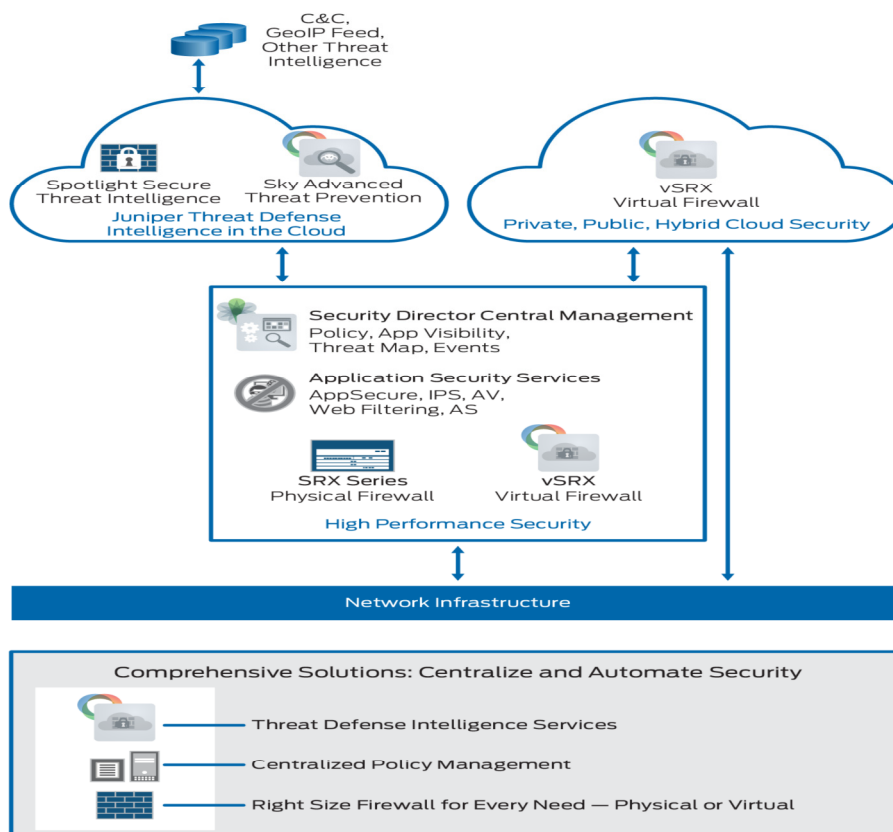 C&C,
GeoIP Feed,
Other Threat
Intelligence
Spotlight Secure
Threat Intelligence
Sky Advanced
Threat Prevention
Juniper Threat Defense
Intelligence in the Cloud
vSRX
Virtual Firewall
Private, Public, Hybrid Cloud Security
Security Director Central Management
Policy, App Visibility,
Threat Map, Events
Application Security Services
AppSecure, IPS, AV,
Web Filtering, AS
SRX Series
Physical Firewall
vSRX
Virtual Firewall
High Performance Security
Network Infrastructure
Comprehensive Solutions: Centralize and Automate Security
Threat Defense Intelligence Services
Centralized Policy Management
Right Size Firewall for Every Need — Physical or Virtual